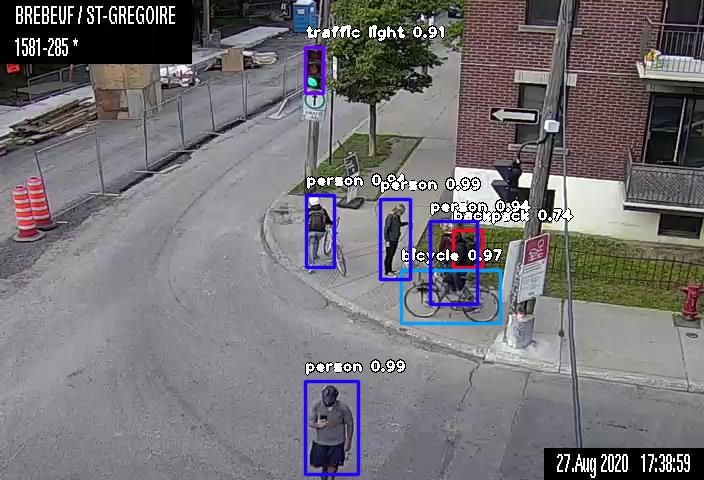 BREBEUF / ST-GREGOIRE
1581-285 *
traffic light 0.91
person 0.94
person 0.99
person 0.94
backpack 0.74
bicycle 0.97
person 0.99
27.Aug 2020 17:38:59